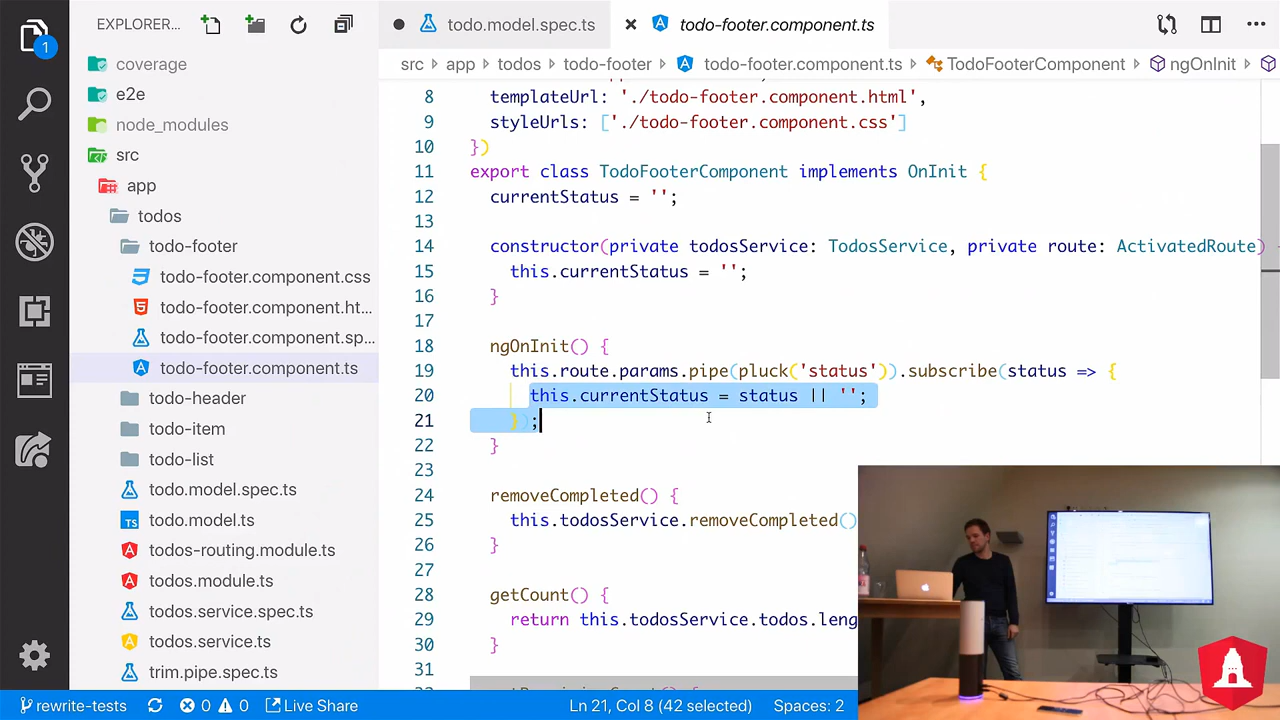 EXPLORER...
1
coverage
e2e
node_modules
src
app
todos
todo-footer
todo-footer.component.css
todo-footer.component.ht...
todo-footer.component.sp...
todo-footer.component.ts
todo-header
todo-item
todo-list
todo.model.spec.ts
TS todo.model.ts
todos-routing.module.ts
todos.module.ts
todos.service.spec.ts
todos.service.ts
trim.pipe.spec.ts
todo.model.spec.ts
todo-footer.component.ts
src > app > todos > todo-footer > todo-footer.component.ts > TodoFooterComponent > ngOnInit >
8 templateUrl: './todo-footer.component.html',
9 styleUrls: ['./todo-footer.component.css']
10 })
11 export class TodoFooterComponent implements OnInit {
12 currentStatus = '';
13
14 constructor(private todosService: TodosService, private route: ActivatedRoute)
15 this.currentStatus = '';
16 }
17
18 ngOnInit() {
19 this.route.params.pipe(pluck('status')).subscribe(status => {
20 this.currentStatus = status || '';
21 });
22 }
23
24 removeCompleted() {
25 this.todosService.removeCompleted()
26 }
27
28 getCount() {
29 return this.todosService.todos.leng
30 }
31
rewrite-tests
0
0
Live Share
Ln 21, Col 8 (42 selected)
Spaces: 2